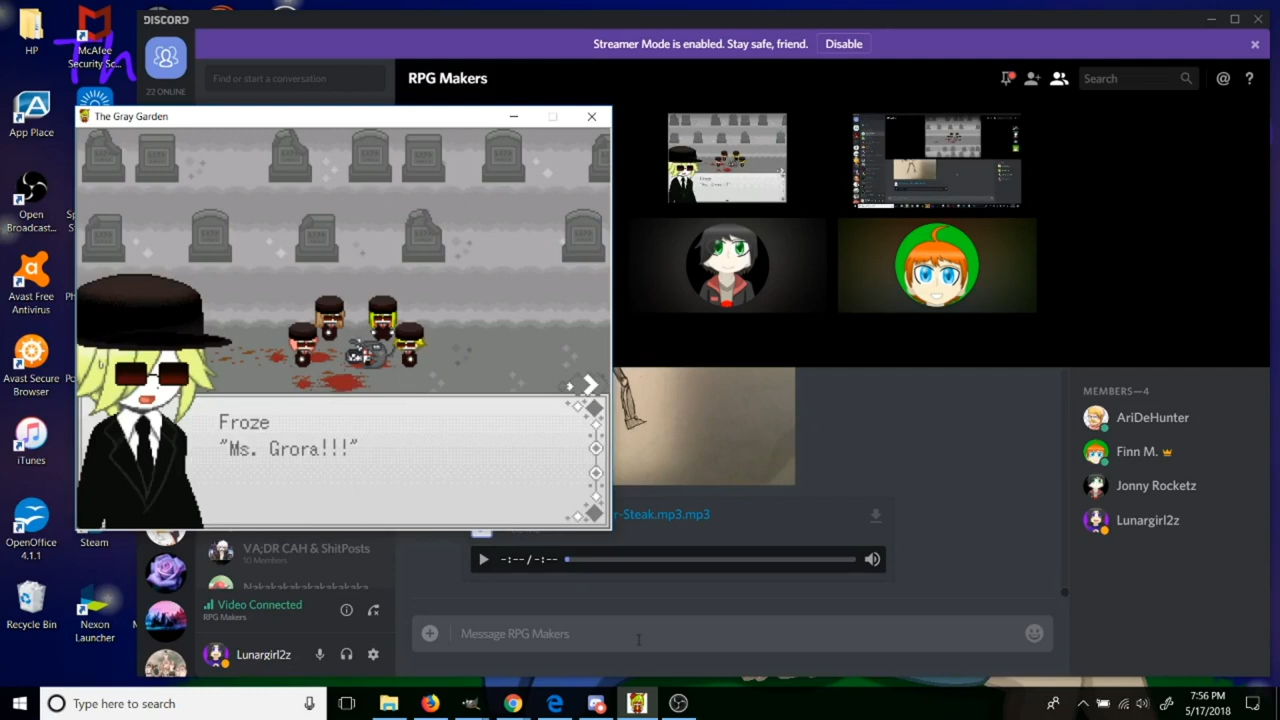 HP
McAfee
Security Sc...
App Place
Open
Broadcast...
Avast Free
Antivirus
Avast Secure
Browser
iTunes
OpenOffice
4.1.1
Steam
Recycle Bin
Nexon
Launcher
DISCORD
Streamer Mode is enabled. Stay safe, friend.
Disable
Find or start a conversation
RPG Makers
Search
22 ONLINE
The Gray Garden
Froze
"Ms. Grora!!!"
Froze
"Ms. Grora!!!"
MEMBERS—4
AriDeHunter
Finn M.
Jonny Rocketz
Lunargirl2z
r-Steak.mp3.mp3
-:--/-:--
VA;DR CAH & ShitPosts
10 Members
Nakakakakakakakaka
Video Connected
RPG Makers
Lunargirl2z
Message RPG Makers
Type here to search
7:56 PM
5/17/2018